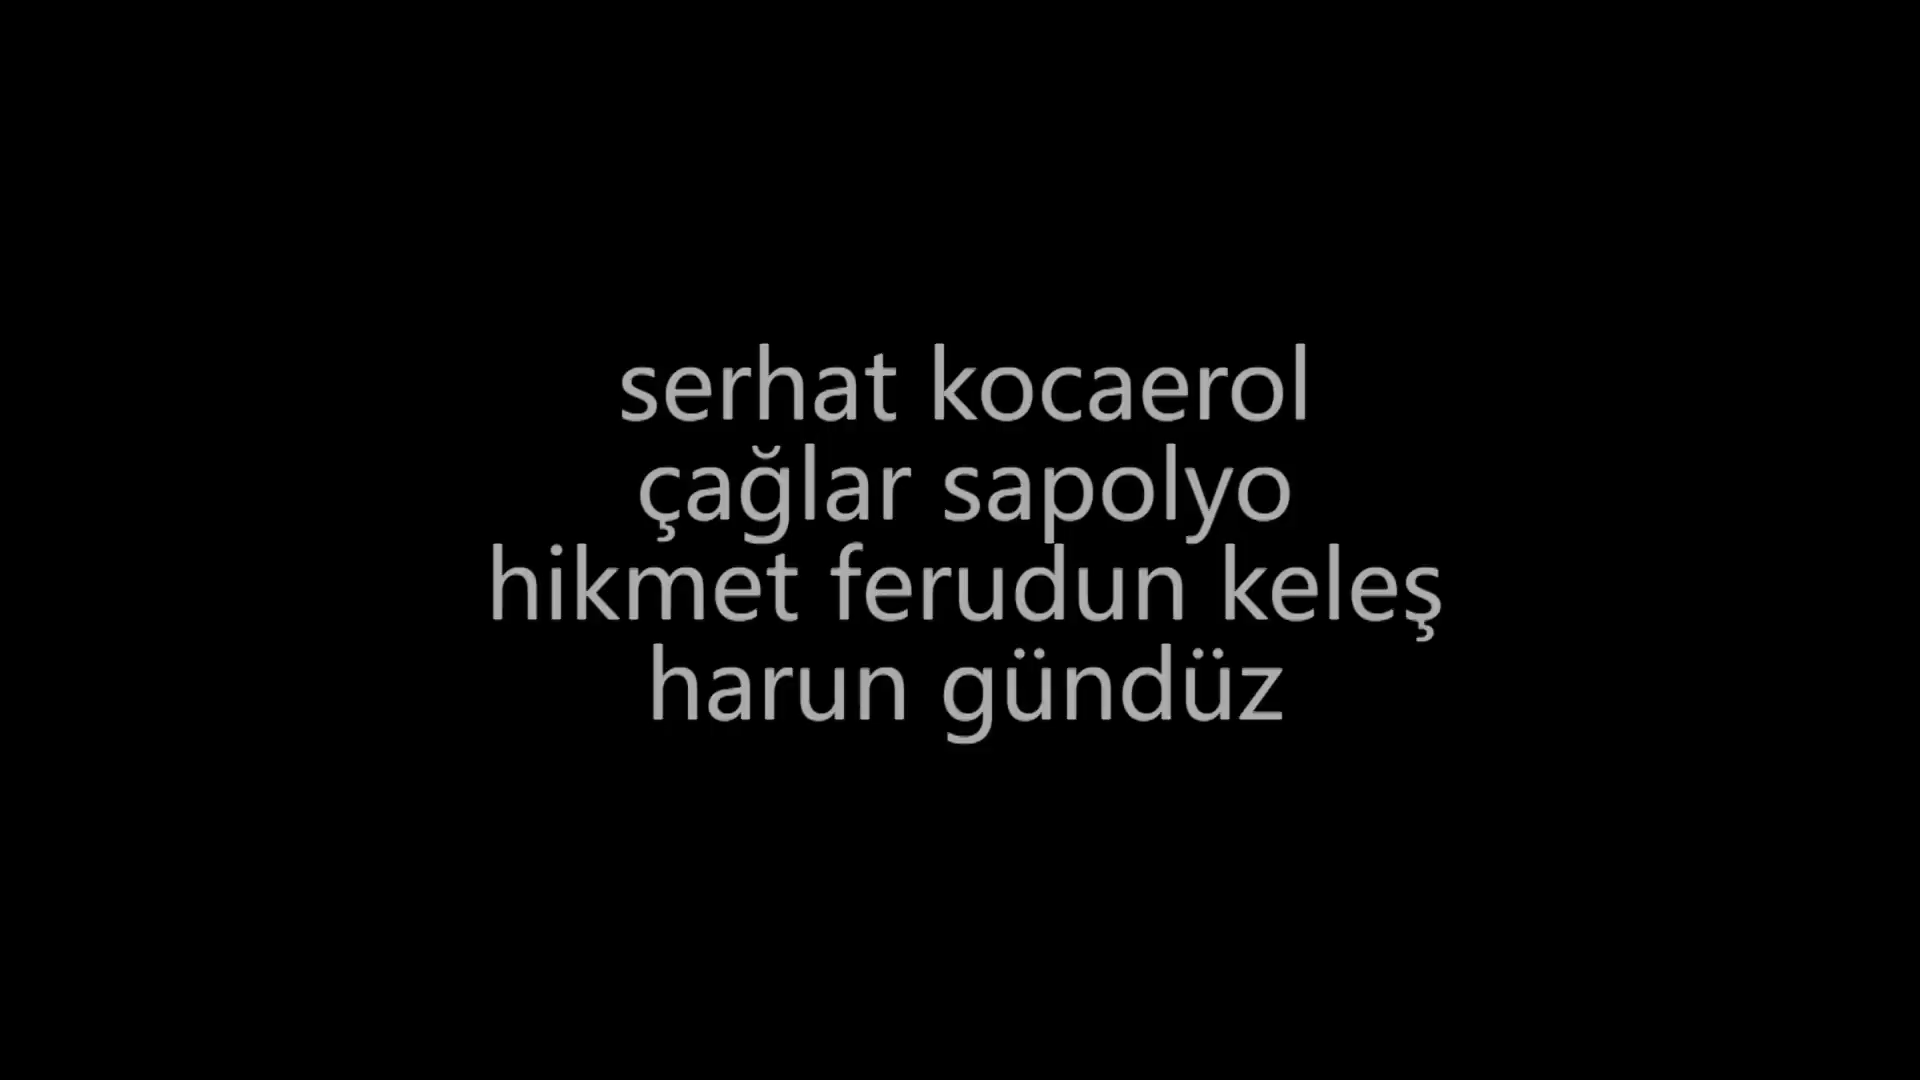 serhat kocaerol
çağlar sapolyo
hikmet ferudun keleş
harun gündüz